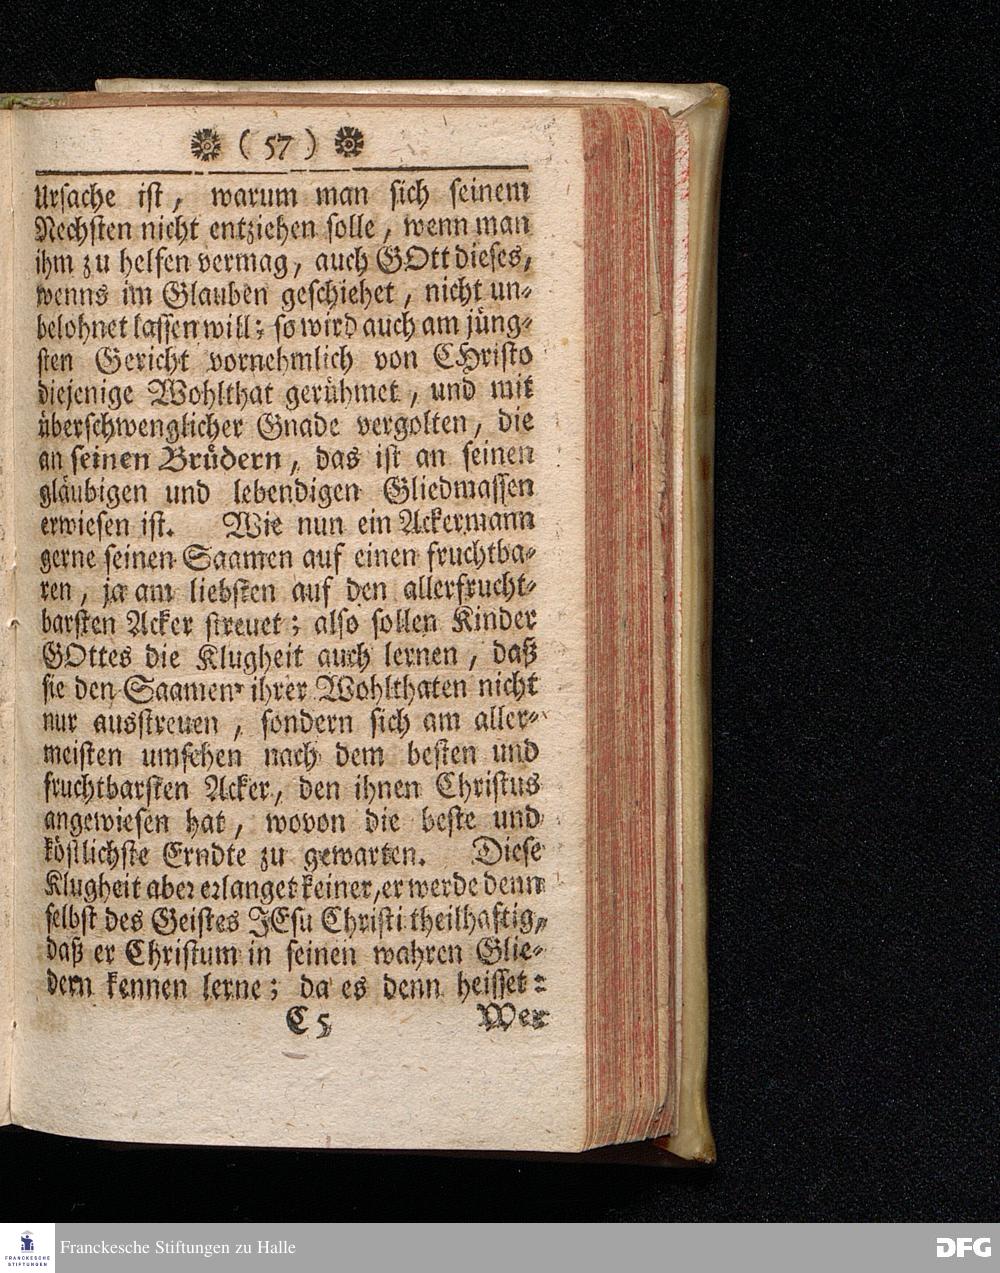 ( 57 )
Ursache ist, warum man sich seinem
Nechsten nicht entziehen solle, wenn man
ihm zu helfen vermag, auch GOtt dieses,
wenns im Glauben geschiehet, nicht un-
belohnet lassen will; so wird auch am jüng-
sten Gericht vornehmlich von CHristo
diejenige Wohlthat gerühmet, und mit
überschwenglicher Gnade vergolten, die
an seinen Brüdern, das ist an seinen
gläubigen und lebendigen Gliedmassen
erwiesen ist. Wie nun ein Ackermann
gerne seinen Saamen auf einen fruchtba-
ren, ja am liebsten auf den allerfrucht-
barsten Acker streuet; also sollen Kinder
GOttes die Klugheit auch lernen, daß
sie den Saamen ihrer Wohlthaten nicht
nur ausstreuen, sondern sich am aller-
meisten umsehen nach dem besten und
fruchtbarsten Acker, den ihnen Christus
angewiesen hat, wovon die beste und
köstlichste Erndte zu gewarten. Diese
Klugheit aber erlanget keiner, er werde denn
selbst des Geistes JEsu Christi theilhaftig,
daß er Christum in seinen wahren Glie-
dern kennen lerne; da es denn heisset:
C 5 Wer
Franckesche Stiftungen zu Halle
DFG
FRANCKESCHE
STIFTUNGEN